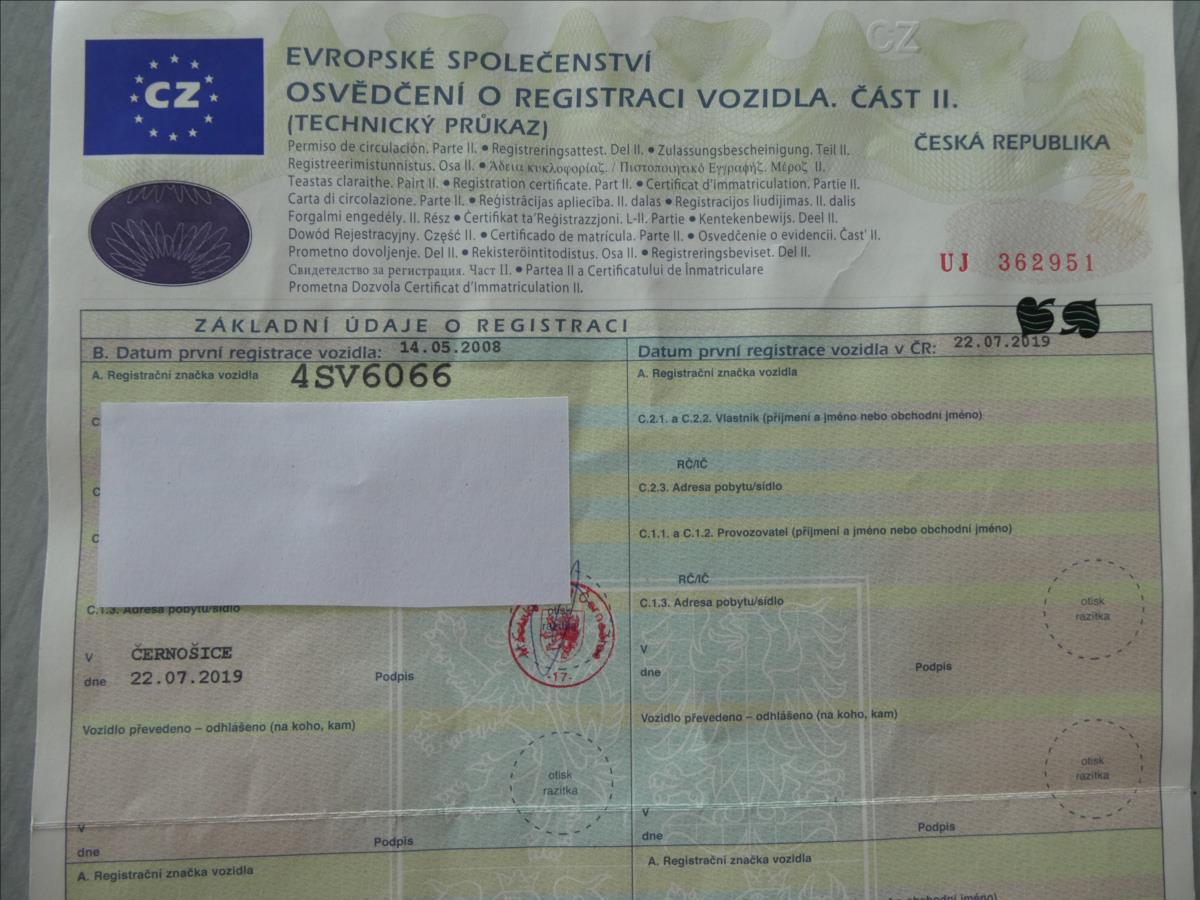 CZ
CZ
EVROPSKÉ SPOLEČENSTVÍ
OSVĚDČENÍ O REGISTRACI VOZIDLA. ČÁST II.
(TECHNICKÝ PRŮKAZ)
ČESKÁ REPUBLIKA
Permiso de circulación. Parte II. • Registreringsattest. Del II. • Zulassungsbescheinigung. Teil II.
Registreerimistunnistus. Osa II. • Άδεια κυκλοφορίαζ. / Πιστοποιητικό Εγγραφήζ. Μέροζ II.
Teastas claraithe. Pairt II. • Registration certificate. Part II. • Certificat d'immatriculation. Partie II.
Carta di circolazione. Parte II. • Reģistrācijas apliecība. II. dalas • Registracijos liudijimas. II. dalis
Forgalmi engedély. II. Rész • Ċertifikat ta'Reġistrazzjoni. L-II. Partie • Kentekenbewijs. Deel II.
Dowód Rejestracyjny. Część II. • Certificado de matrícula. Parte II. • Osvedčenie o evidencii. Časť II.
Prometno dovoljenje. Del II. • Rekisteröintitodistus. Osa II. • Registreringsbeviset. Del II.
Свидетелство за регистрация. Част II. • Partea II a Certificatului de Înmatriculare
Prometna Dozvola Certificat d'Immatriculation II.
UJ 362951
ZÁKLADNÍ ÚDAJE O REGISTRACI
B. Datum první registrace vozidla: 14.05.2008
Datum první registrace vozidla v ČR: 22.07.2019
A. Registrační značka vozidla 4SV6066
A. Registrační značka vozidla
C
C.2.1. a C.2.2. Vlastník (příjmení a jméno nebo obchodní jméno)
RČ/IČ
C
C.2.3. Adresa pobytu/sídlo
C
C.1.1. a C.1.2. Provozovatel (příjmení a jméno nebo obchodní jméno)
RČ/IČ
C.1.3. Adresa pobytu/sídlo
C.1.3. Adresa pobytu/sídlo
otisk
razítka
-17-
V ČERNOŠICE
dne 22.07.2019
Podpis
V
dne
Podpis
Vozidlo převedeno – odhlášeno (na koho, kam)
Vozidlo převedeno – odhlášeno (na koho, kam)
otisk
razítka
otisk
razítka
V
dne
Podpis
V
dne
Podpis
A. Registrační značka vozidla
A. Registrační značka vozidla